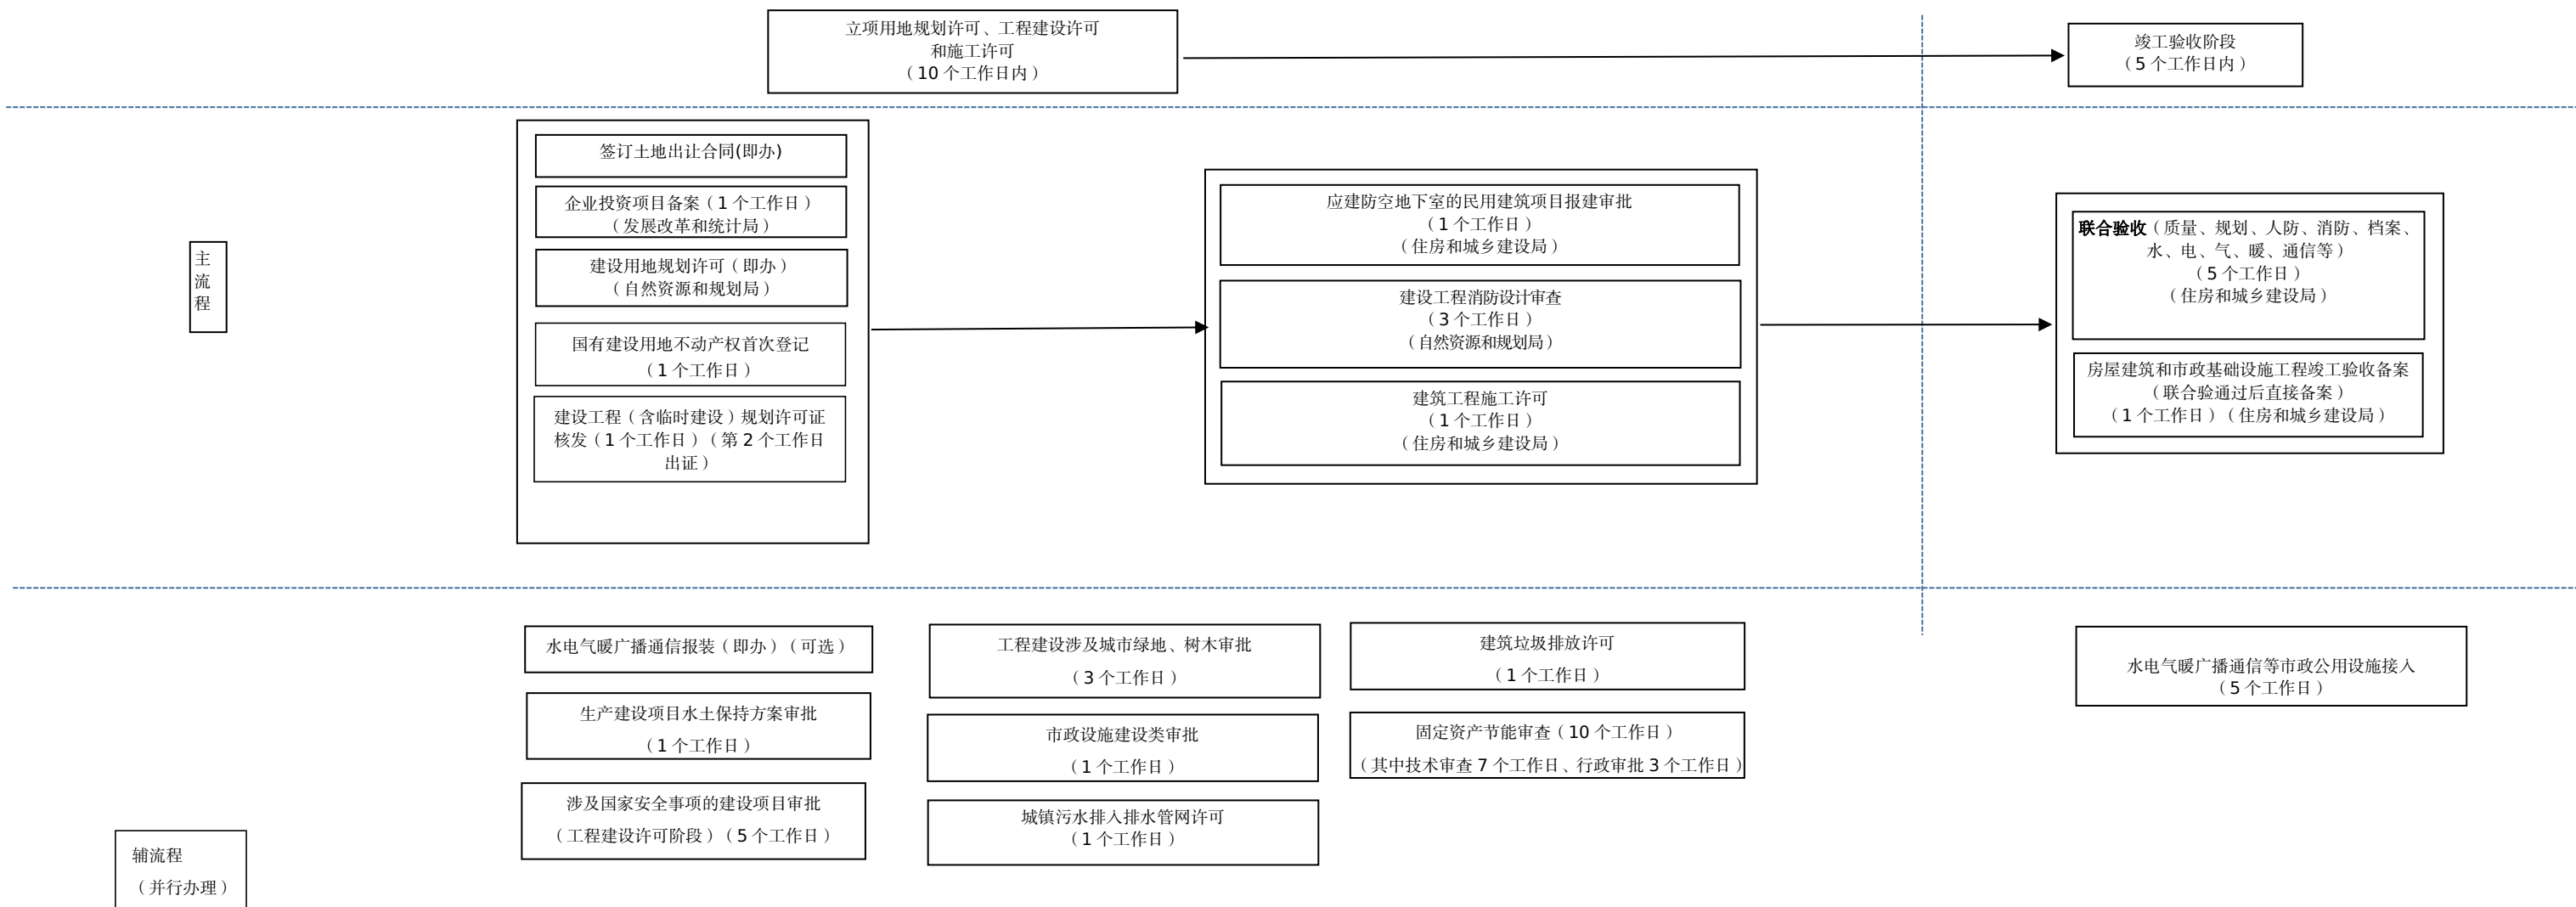 立项用地规划许可、工程建设许可
和施工许可
（10 个工作日内）
竣工验收阶段
（5 个工作日内）
主
流
程
签订土地出让合同(即办)
企业投资项目备案（1 个工作日）
（发展改革和统计局）
建设用地规划许可（即办）
（自然资源和规划局）
国有建设用地不动产权首次登记
（1 个工作日）
建设工程（含临时建设）规划许可证
核发（1 个工作日）（第 2 个工作日
出证）
应建防空地下室的民用建筑项目报建审批
（1 个工作日）
（住房和城乡建设局）
建设工程消防设计审查
（3 个工作日）
（自然资源和规划局）
建筑工程施工许可
（1 个工作日）
（住房和城乡建设局）
联合验收（质量、规划、人防、消防、档案、
水、电、气、暖、通信等）
（5 个工作日）
（住房和城乡建设局）
房屋建筑和市政基础设施工程竣工验收备案
（联合验通过后直接备案）
（1 个工作日）（住房和城乡建设局）
辅流程
（并行办理）
水电气暖广播通信报装（即办）（可选）
生产建设项目水土保持方案审批
（1 个工作日）
涉及国家安全事项的建设项目审批
（工程建设许可阶段）（5 个工作日）
工程建设涉及城市绿地、树木审批
（3 个工作日）
市政设施建设类审批
（1 个工作日）
城镇污水排入排水管网许可
（1 个工作日）
建筑垃圾排放许可
（1 个工作日）
固定资产节能审查（10 个工作日）
（其中技术审查 7 个工作日、行政审批 3 个工作日）
水电气暖广播通信等市政公用设施接入
（5 个工作日）